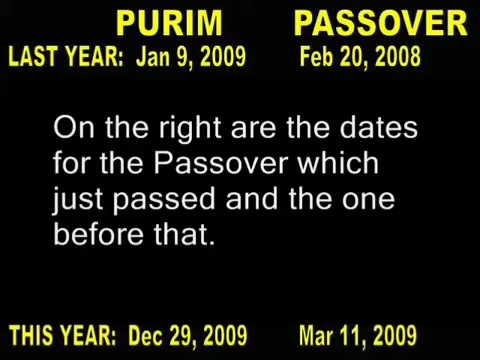 PURIM PASSOVER
LAST YEAR: Jan 9, 2009 Feb 20, 2008
On the right are the dates
for the Passover which
just passed and the one
before that.
THIS YEAR: Dec 29, 2009 Mar 11, 2009